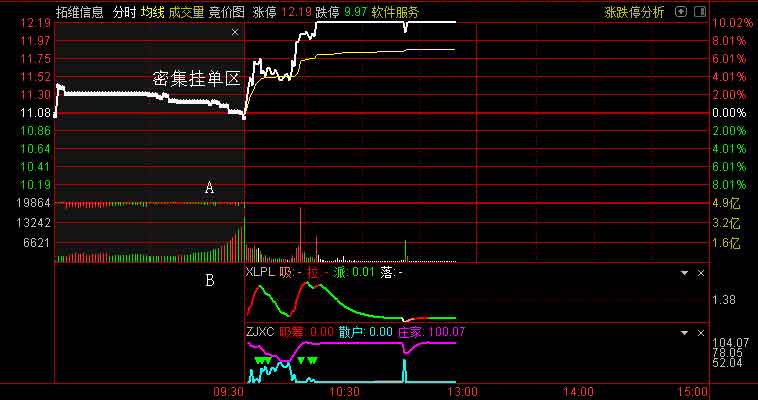 拓维信息 分时 均线 成交量 竞价图 涨停 12.19 跌停 9.97 软件服务 涨跌停分析
12.19 10.02%
11.97 8.01%
11.75 6.02%
11.52 4.01%
密集挂单区
11.30 2.00%
11.08 0.00%
10.86 2.00%
10.64 4.01%
10.41 6.01%
10.19 8.01%
A
19864 4.9亿
13242 3.2亿
6621 1.6亿
B
XLPL 吸: - 拉: - 派: 0.01 落: -
1.38
ZJXC 吸筹: 0.00 散户: 0.00 庄家: 100.07
104.07
78.05
52.04
09:30 10:30 13:00 14:00 15:00